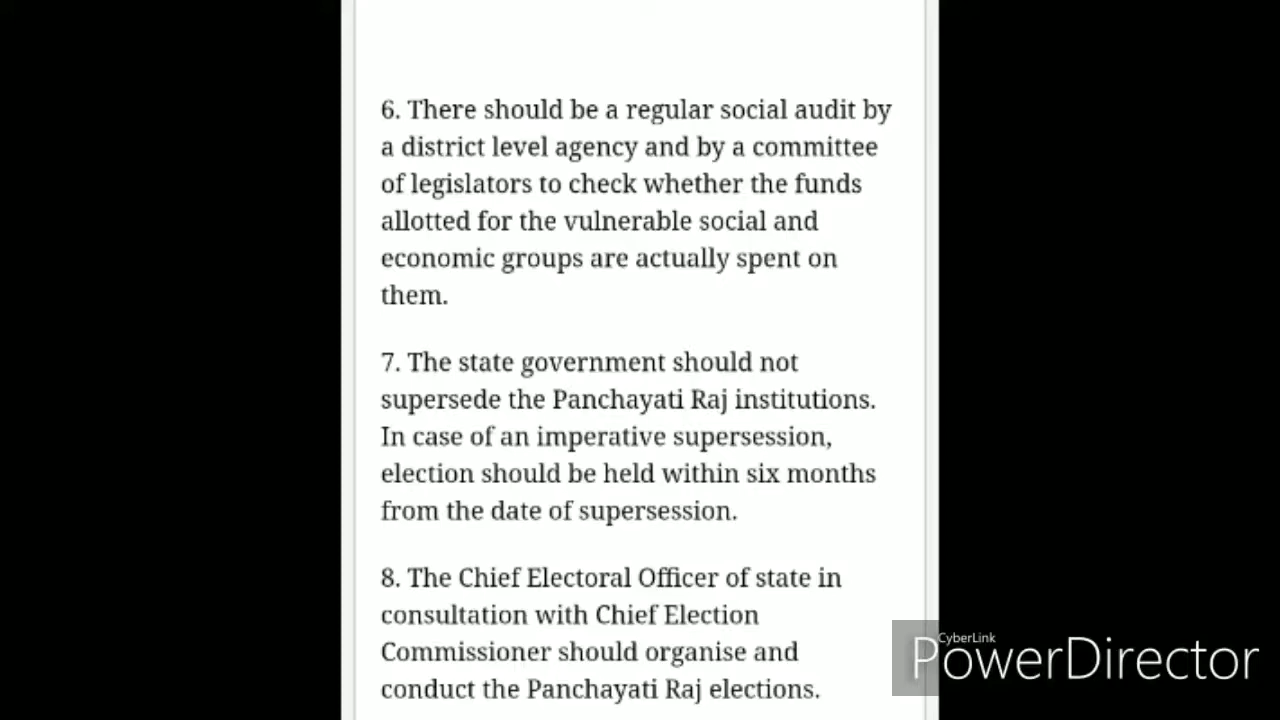 6. There should be a regular social audit by
a district level agency and by a committee
of legislators to check whether the funds
allotted for the vulnerable social and
economic groups are actually spent on
them.
7. The state government should not
supersede the Panchayati Raj institutions.
In case of an imperative supersession,
election should be held within six months
from the date of supersession.
8. The Chief Electoral Officer of state in
consultation with Chief Election
Commissioner should organise and
conduct the Panchayati Raj elections.
CyberLink
PowerDirector